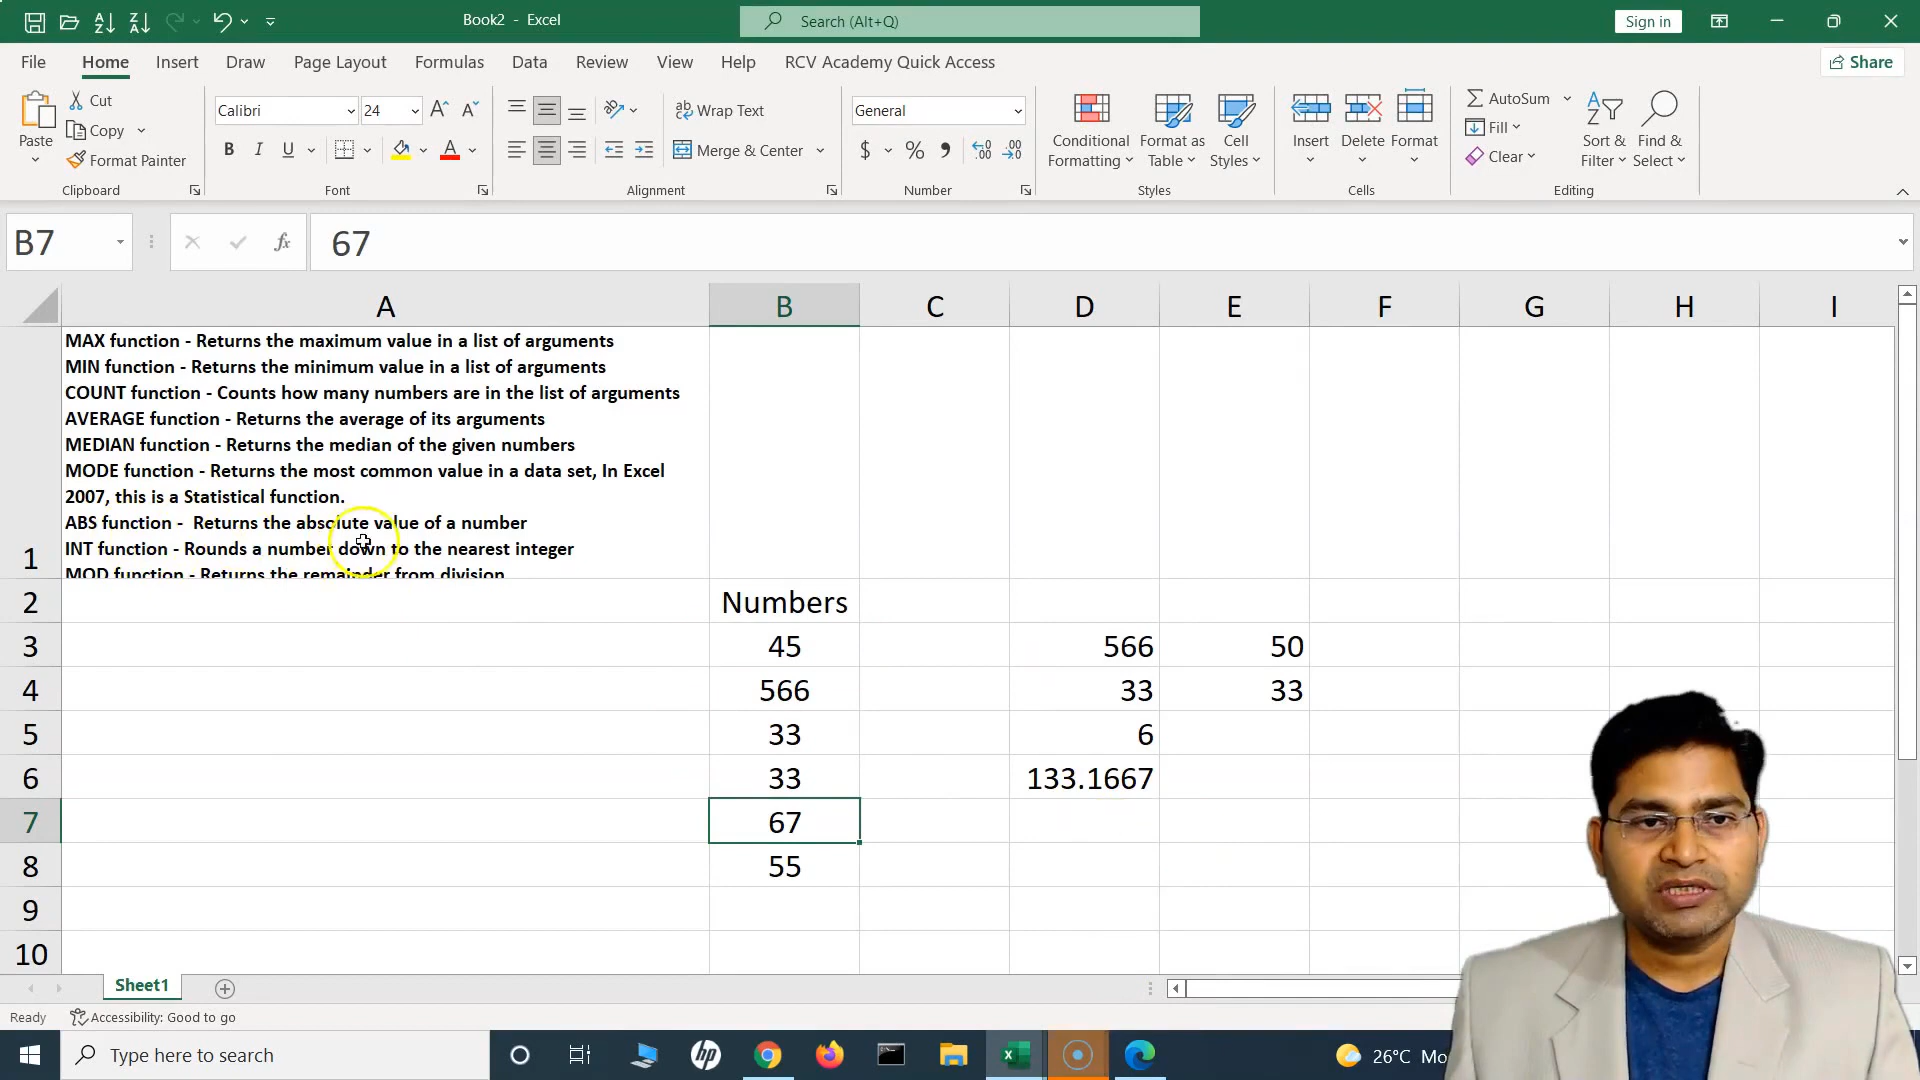 Book2 - Excel
Search (Alt+Q)
Sign in
File Home Insert Draw Page Layout Formulas Data Review View Help RCV Academy Quick Access
Share
Paste
Cut
Copy
Format Painter
Clipboard
Calibri 24
B I U
Font
Wrap Text
Merge & Center
Alignment
General
$ % ,
Number
Conditional Formatting
Format as Table
Cell Styles
Styles
Insert Delete Format
Cells
AutoSum
Fill
Clear
Sort & Filter
Find & Select
Editing
B7
fx
67
A B C D E F G H I
MAX function - Returns the maximum value in a list of arguments
MIN function - Returns the minimum value in a list of arguments
COUNT function - Counts how many numbers are in the list of arguments
AVERAGE function - Returns the average of its arguments
MEDIAN function - Returns the median of the given numbers
MODE function - Returns the most common value in a data set, In Excel
2007, this is a Statistical function.
ABS function -  Returns the absolute value of a number
INT function - Rounds a number down to the nearest integer
MOD function - Returns the remainder from division
1
2 Numbers
3 45 566 50
4 566 33 33
5 33 6
6 33 133.1667
7 67
8 55
9
10
Sheet1
Ready
Accessibility: Good to go
Type here to search
hp
26°C